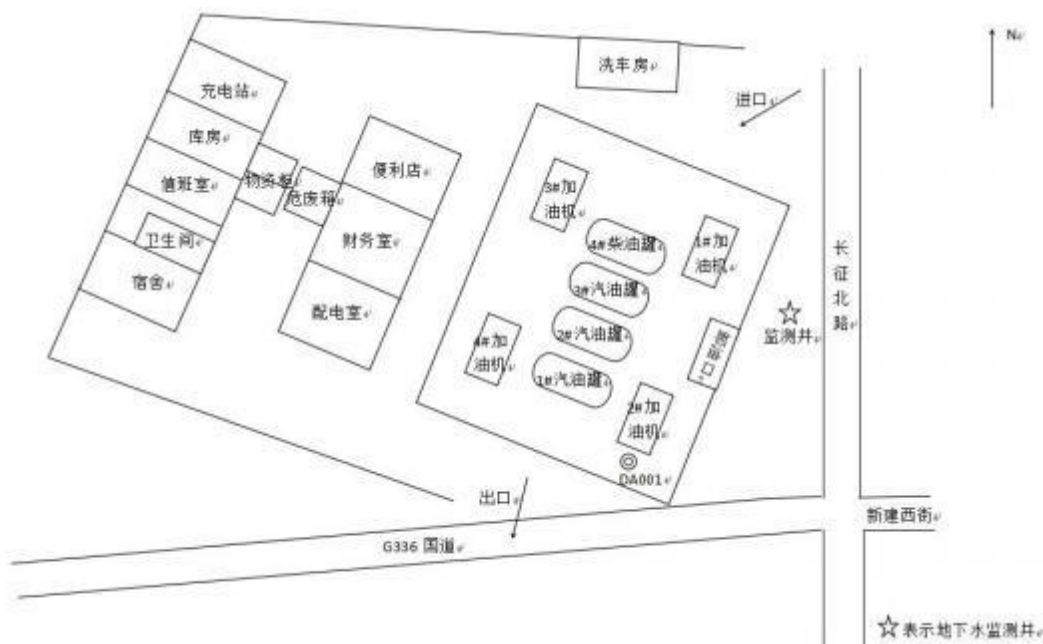 N
洗车房
进口
充电站
库房
值班室
物资柜
危废箱
便利店
卫生间
财务室
宿舍
配电室
3#加
油机
4#柴油罐
1#加
油机
3#汽油罐
2#汽油罐
4#加
油机
1#汽油罐
2#加
油机
卸油口
DA001
监测井
长
征
北
路
出口
G336 国道
新建西街
☆表示地下水监测井